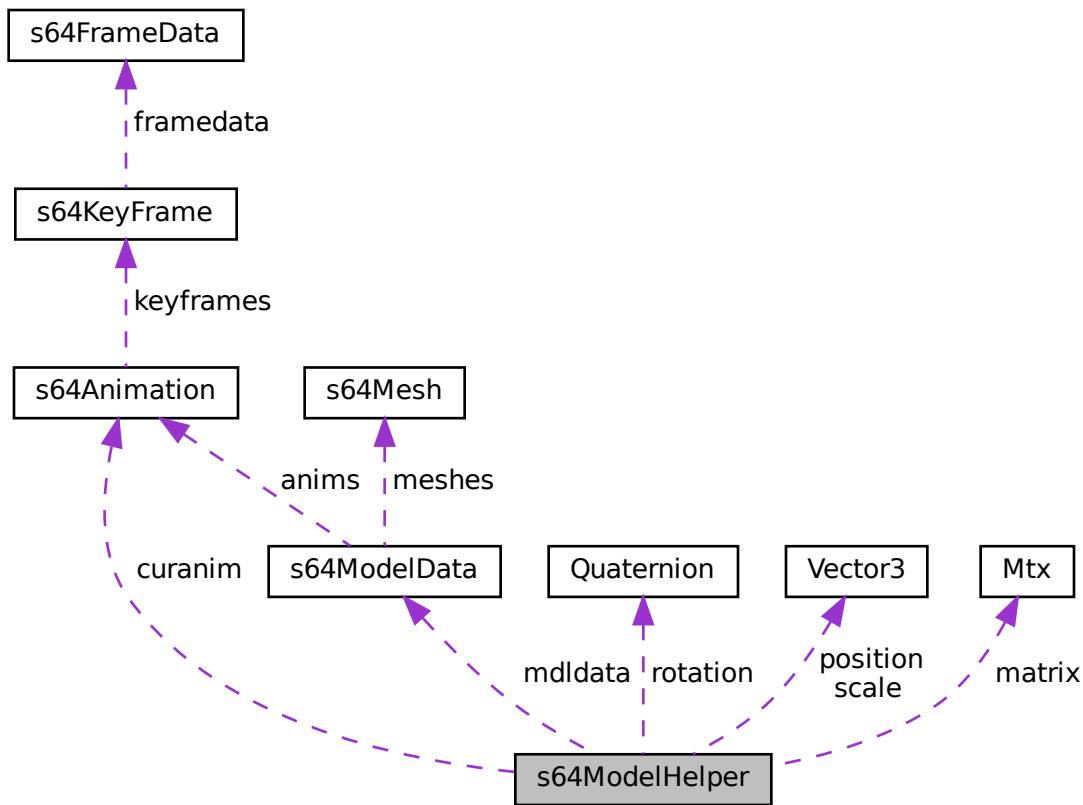 s64FrameData
framedata
s64KeyFrame
keyframes
s64Animation
s64Mesh
anims
meshes
curanim
s64ModelData
Quaternion
Vector3
Mtx
mdldata
rotation
position
scale
matrix
s64ModelHelper